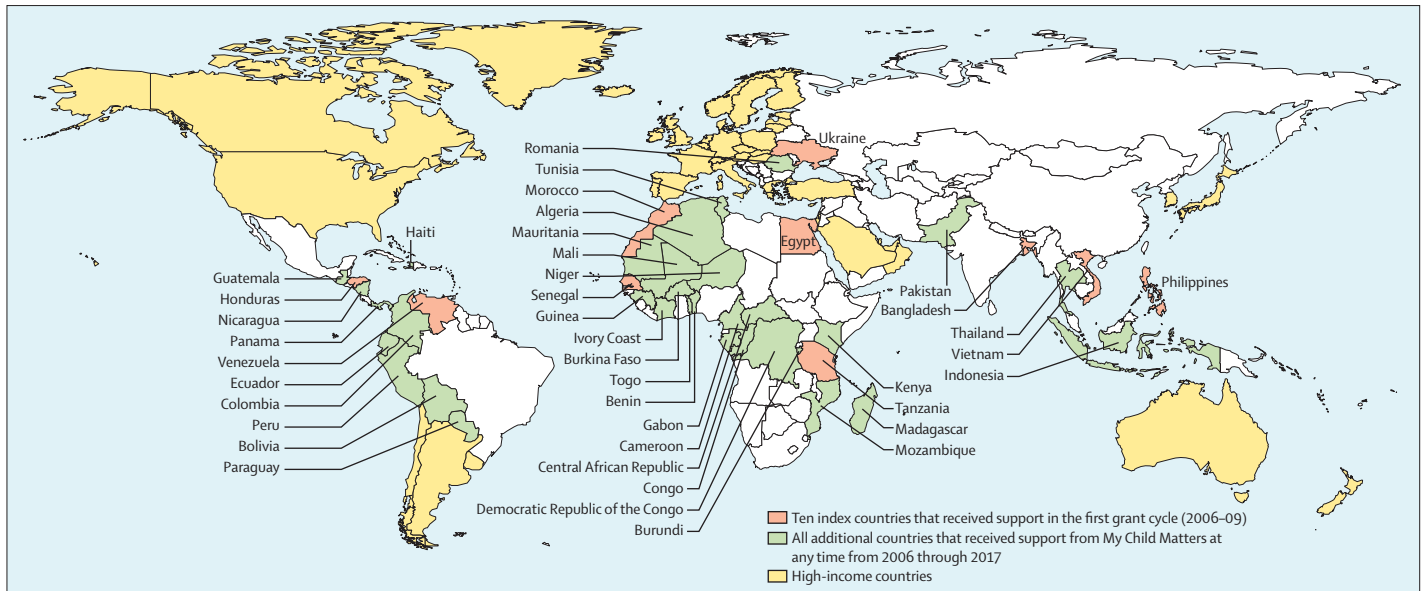 Ukraine
Romania
Tunisia
Morocco
Algeria
Mauritania
Mali
Niger
Senegal
Guinea
Egypt
Haiti
Guatemala
Honduras
Nicaragua
Panama
Venezuela
Ecuador
Colombia
Peru
Bolivia
Paraguay
Ivory Coast
Burkina Faso
Togo
Benin
Gabon
Cameroon
Central African Republic
Congo
Democratic Republic of the Congo
Burundi
Pakistan
Bangladesh
Philippines
Thailand
Vietnam
Indonesia
Kenya
Tanzania
Madagascar
Mozambique
Ten index countries that received support in the first grant cycle (2006–09)
All additional countries that received support from My Child Matters at
any time from 2006 through 2017
High-income countries